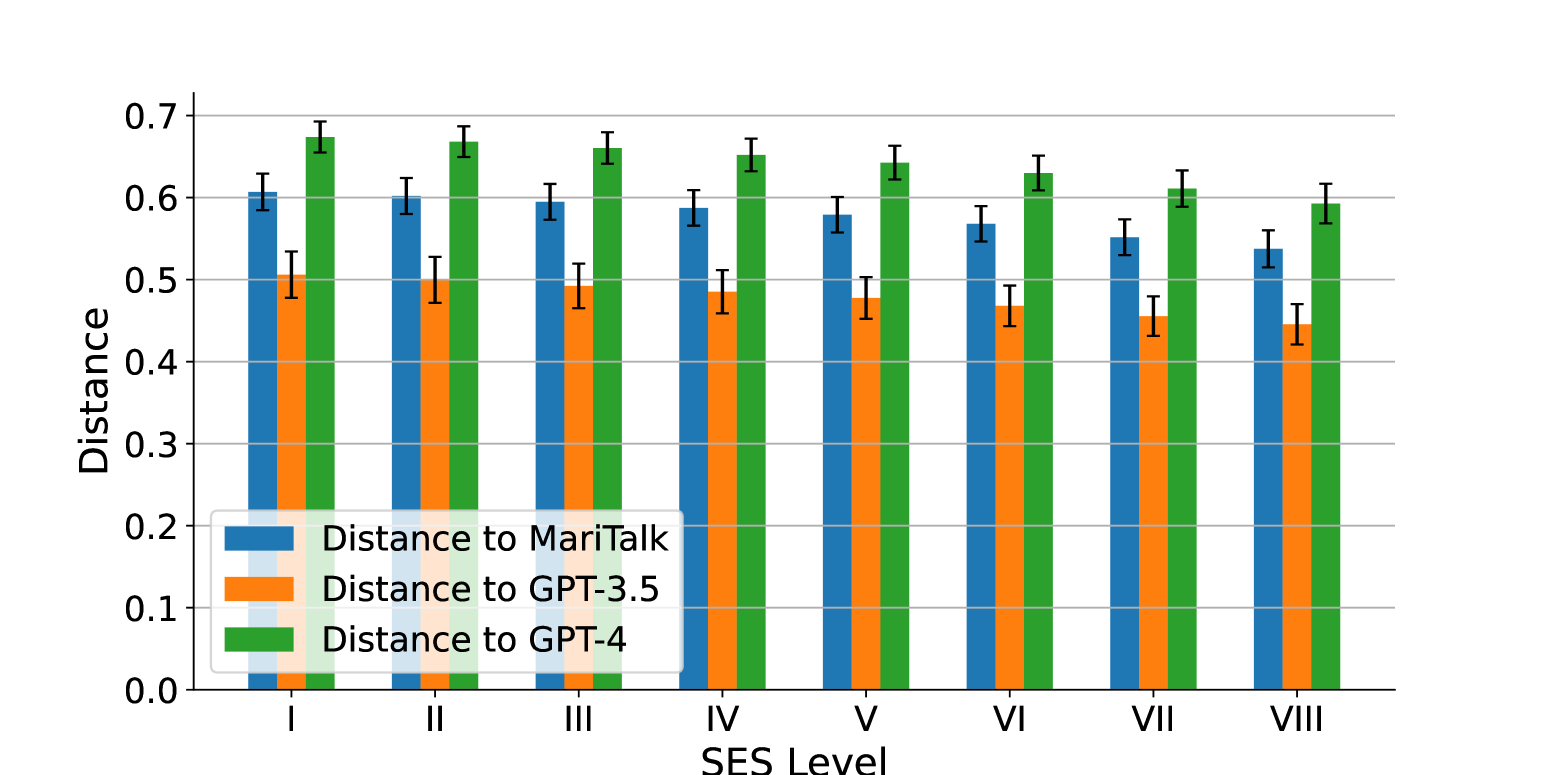 0.7
0.6
0.5
0.4
0.3
0.2
0.1
0.0
Distance
Distance to MariTalk
Distance to GPT-3.5
Distance to GPT-4
I II III IV V VI VII VIII
SES Level